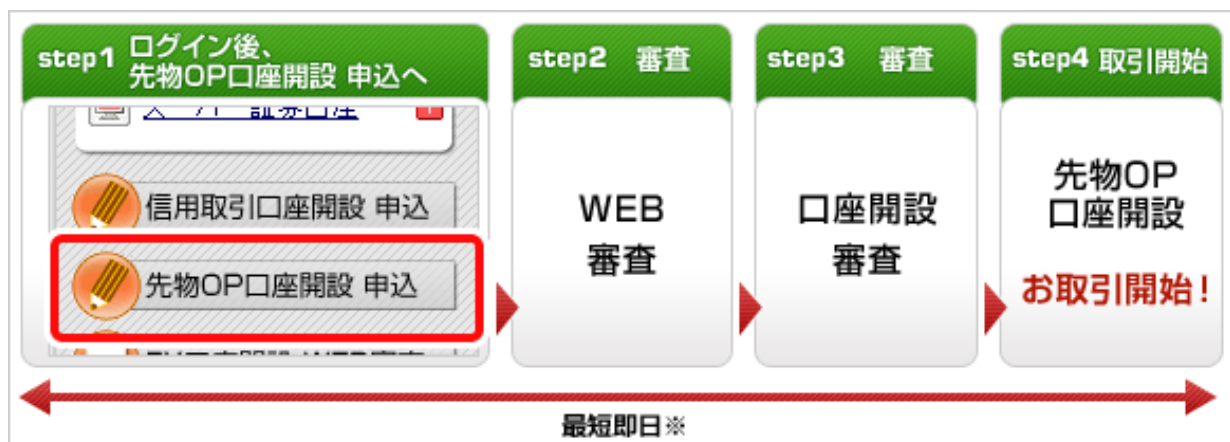 step1 ログイン後、
先物OP口座開設 申込へ
信用取引口座開設 申込
先物OP口座開設 申込
step2 審査
WEB
審査
step3 審査
口座開設
審査
step4 取引開始
先物OP
口座開設
お取引開始！
最短即日※